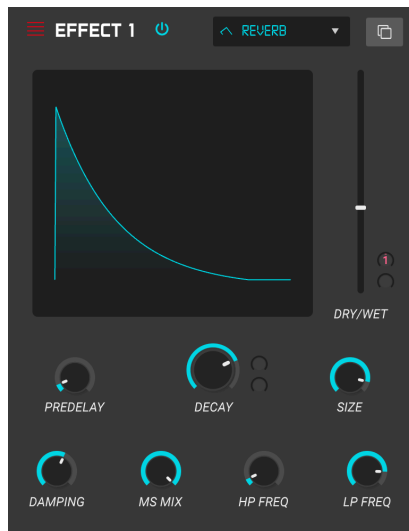 EFFECT 1
REVERB
1
DRY/WET
PREDELAY
DECAY
SIZE
DAMPING
MS MIX
HP FREQ
LP FREQ